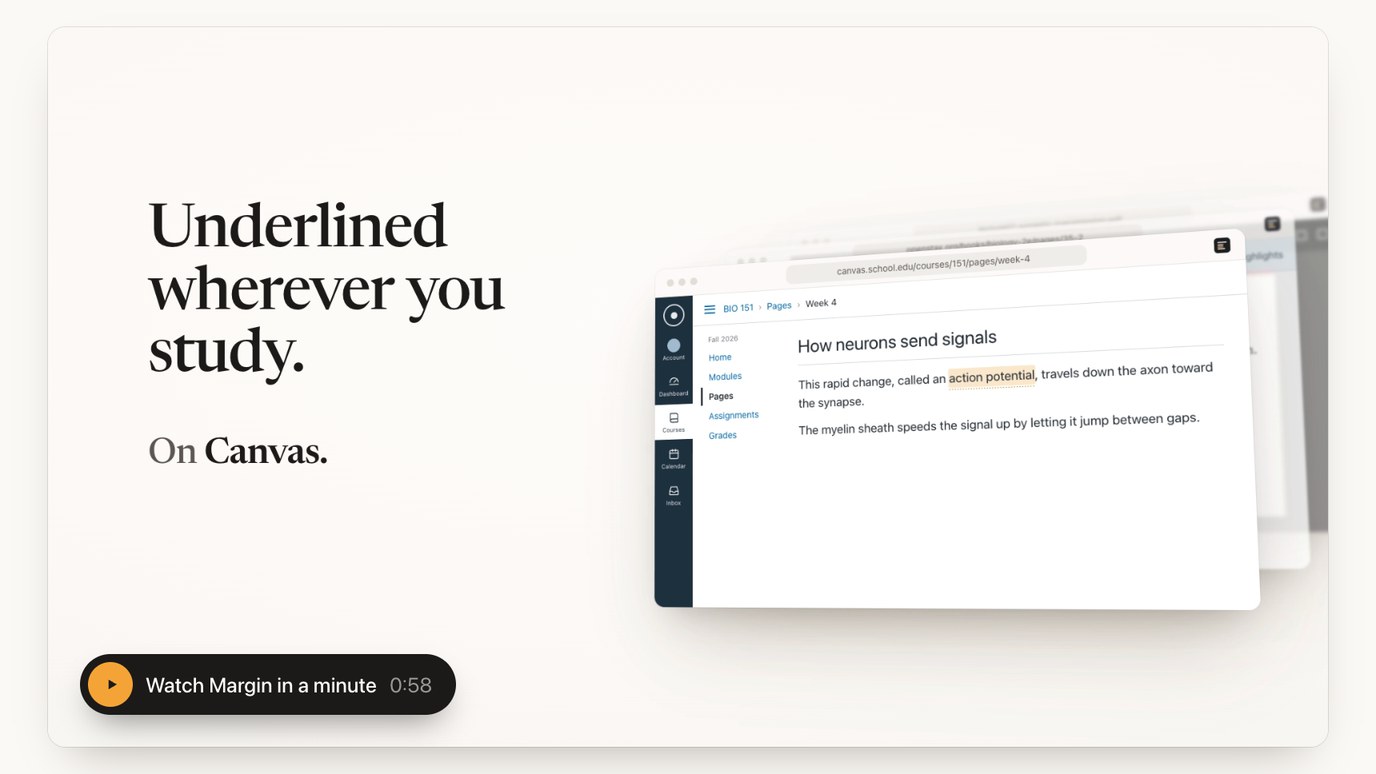 Underlined
wherever you
study.
On Canvas.
Watch Margin in a minute 0:58
canvas.school.edu/courses/151/pages/week-4
BIO 151 › Pages › Week 4
Account
Dashboard
Courses
Calendar
Inbox
Fall 2026
Home
Modules
Pages
Assignments
Grades
How neurons send signals
This rapid change, called an action potential, travels down the axon toward
the synapse.
The myelin sheath speeds the signal up by letting it jump between gaps.